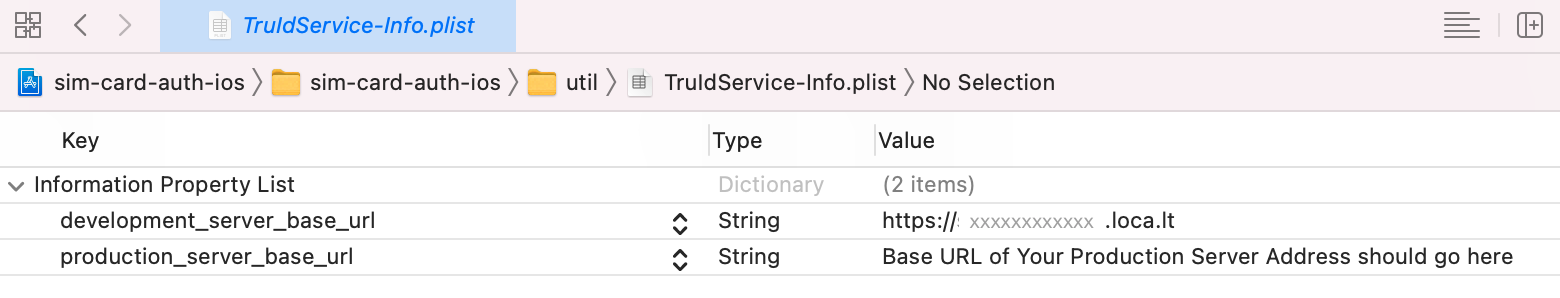 TruIdService-Info.plist
sim-card-auth-ios sim-card-auth-ios util TruIdService-Info.plist No Selection
Key Type Value
Information Property List Dictionary (2 items)
development_server_base_url String https:// xxxxxxxxxxxx .loca.lt
production_server_base_url String Base URL of Your Production Server Address should go here